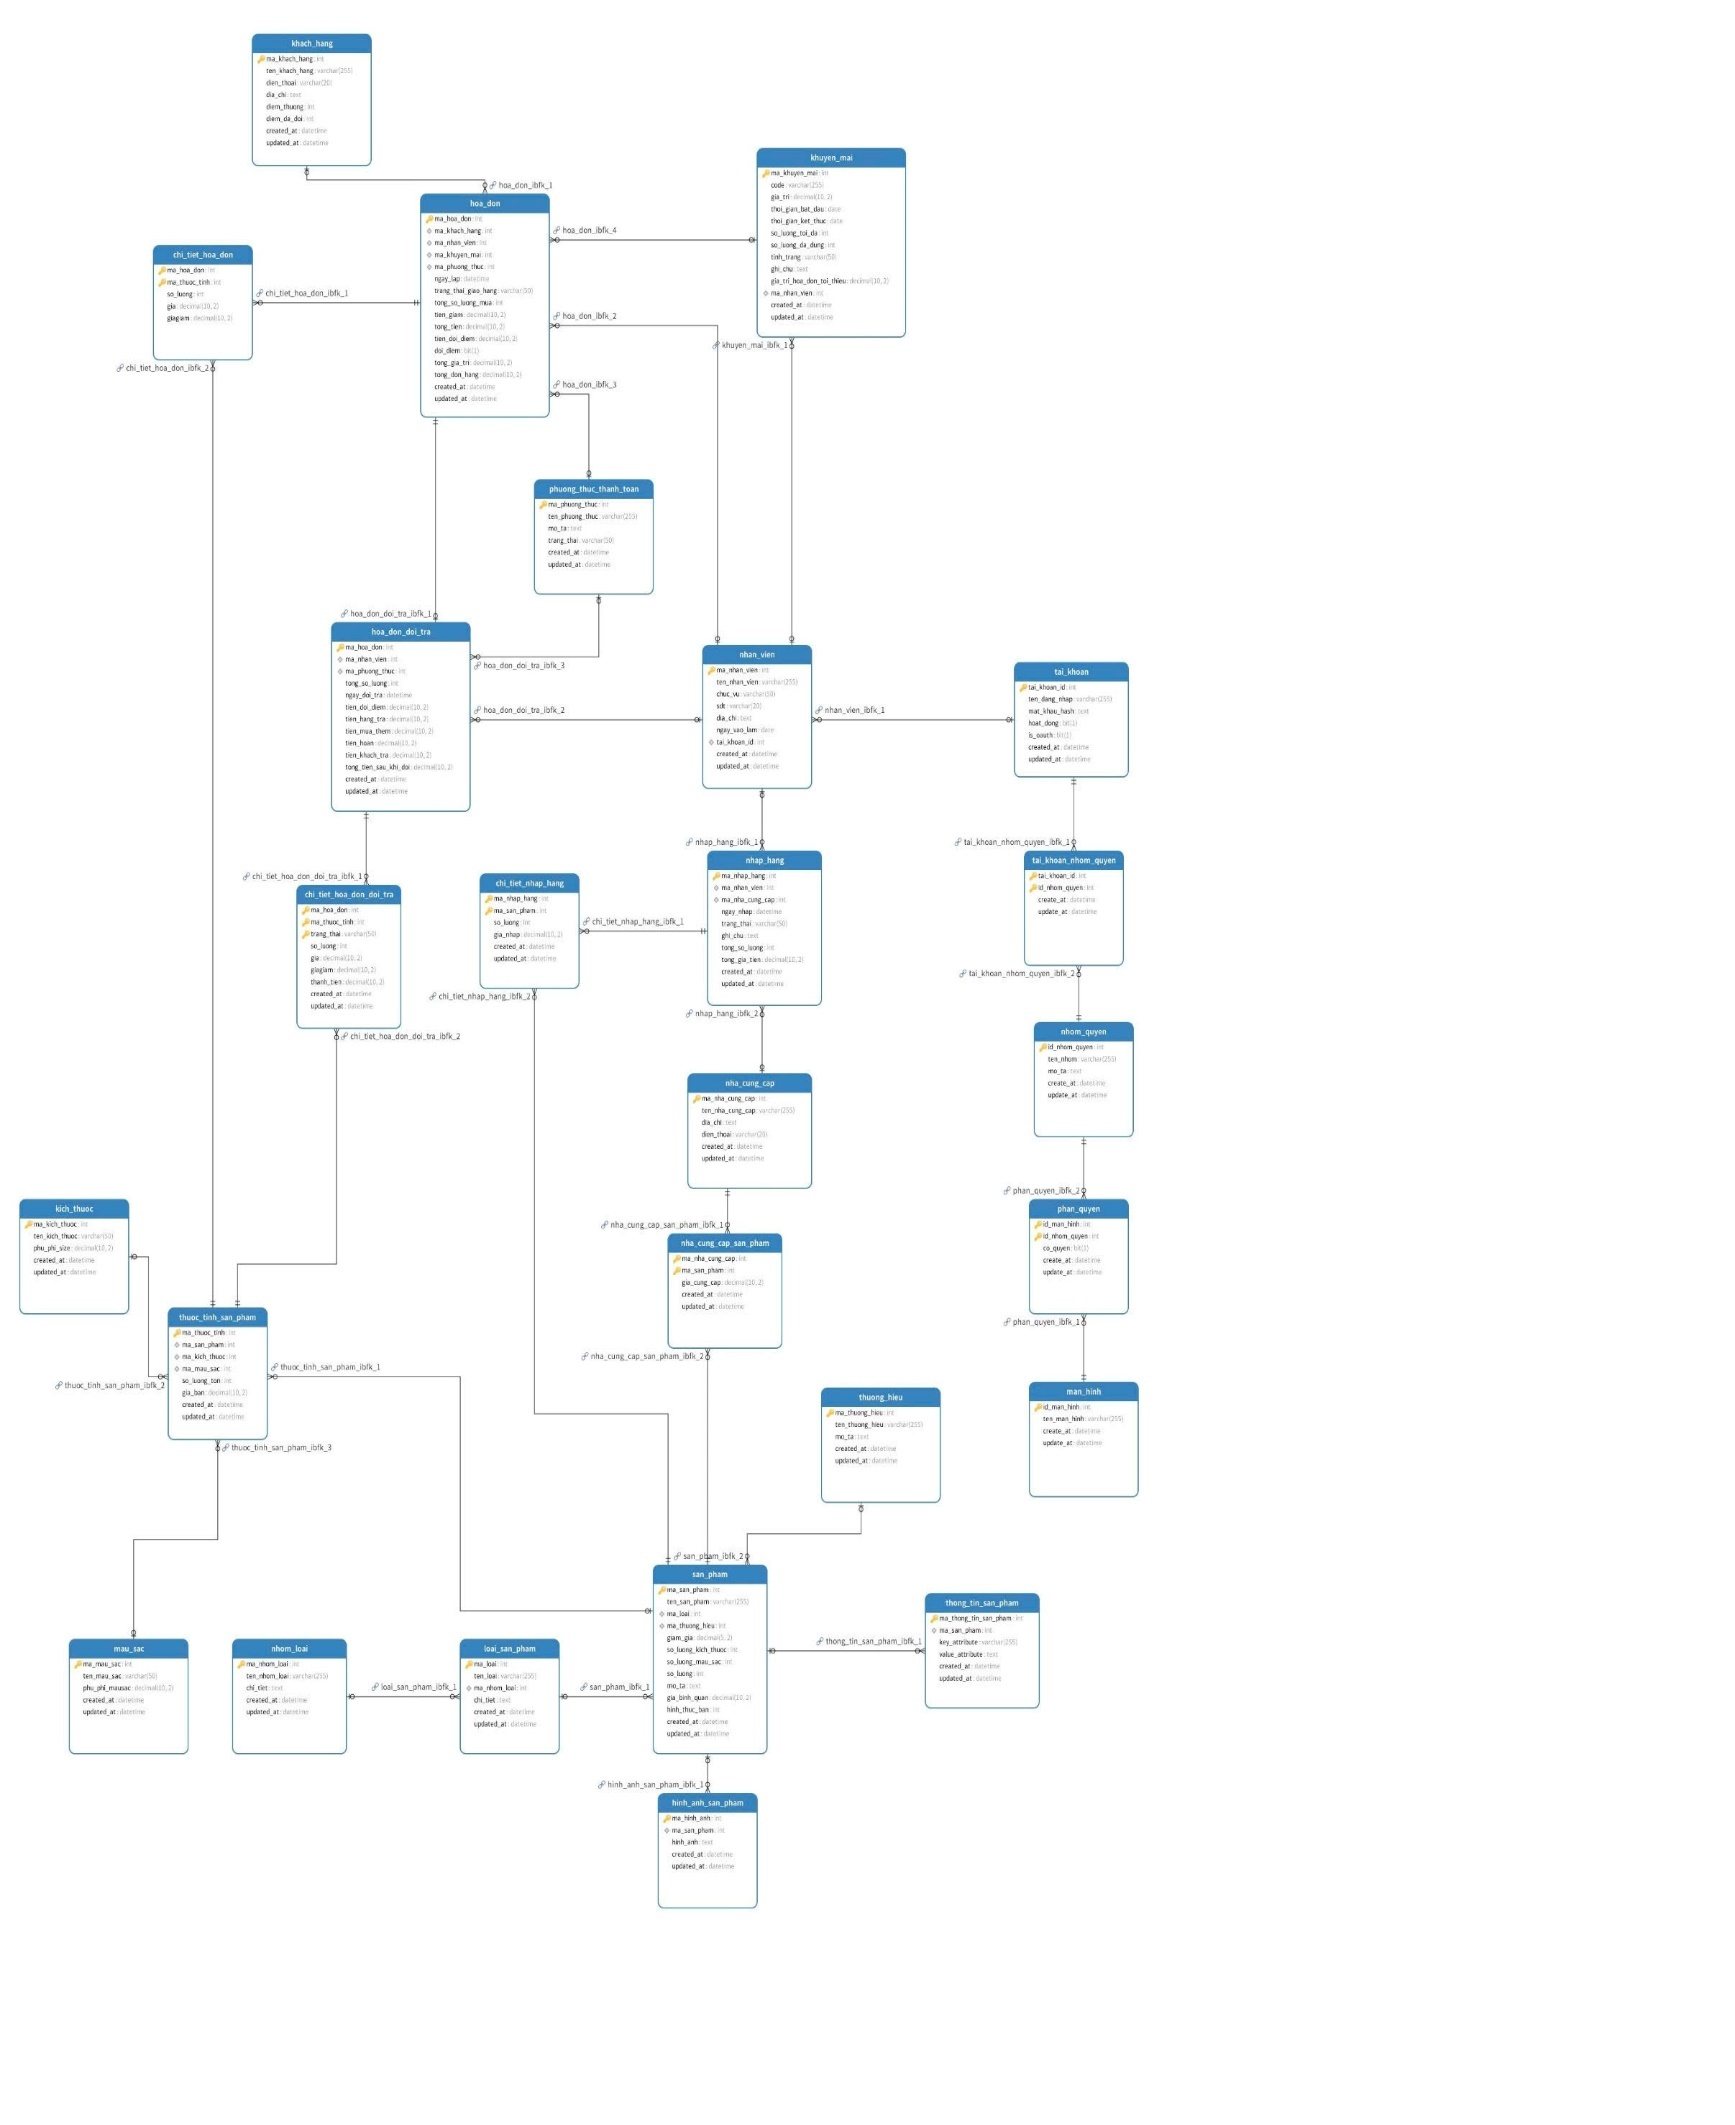 khach_hang
ma_khach_hang: int
ten_khach_hang: varchar(255)
dien_thoai: varchar(20)
dia_chi: text
diem_thuong: int
diem_da_doi: int
created_at: datetime
updated_at: datetime
hoa_don_ibfk_1
khuyen_mai
ma_khuyen_mai: int
code: varchar(255)
gia_tri: decimal(10, 2)
thoi_gian_bat_dau: date
thoi_gian_ket_thuc: date
so_luong_toi_da: int
so_luong_da_dung: int
tinh_trang: varchar(50)
ghi_chu: text
gia_tri_hoa_don_toi_thieu: decimal(10, 2)
ma_nhan_vien: int
created_at: datetime
updated_at: datetime
khuyen_mai_ibfk_1
hoa_don
ma_hoa_don: int
ma_khach_hang: int
ma_nhan_vien: int
ma_khuyen_mai: int
ma_phuong_thuc: int
ngay_lap: datetime
trang_thai_giao_hang: varchar(50)
tong_so_luong_mua: int
tien_giam: decimal(10, 2)
tong_tien: decimal(10, 2)
tien_doi_diem: decimal(10, 2)
doi_diem: bit(1)
tong_gia_tri: decimal(10, 2)
tong_don_hang: decimal(10, 2)
created_at: datetime
updated_at: datetime
hoa_don_ibfk_4
hoa_don_ibfk_2
hoa_don_ibfk_3
chi_tiet_hoa_don
ma_hoa_don: int
ma_thuoc_tinh: int
so_luong: int
gia: decimal(10, 2)
giagiam: decimal(10, 2)
chi_tiet_hoa_don_ibfk_1
chi_tiet_hoa_don_ibfk_2
phuong_thuc_thanh_toan
ma_phuong_thuc: int
ten_phuong_thuc: varchar(255)
mo_ta: text
trang_thai: varchar(50)
created_at: datetime
updated_at: datetime
hoa_don_doi_tra_ibfk_1
hoa_don_doi_tra
ma_hoa_don: int
ma_nhan_vien: int
ma_phuong_thuc: int
tong_so_luong: int
ngay_doi_tra: datetime
tien_doi_diem: decimal(10, 2)
tien_hang_tra: decimal(10, 2)
tien_mua_them: decimal(10, 2)
tien_hoan: decimal(10, 2)
tien_khach_tra: decimal(10, 2)
tong_tien_sau_khi_doi: decimal(10, 2)
created_at: datetime
updated_at: datetime
hoa_don_doi_tra_ibfk_3
hoa_don_doi_tra_ibfk_2
nhan_vien
ma_nhan_vien: int
ten_nhan_vien: varchar(255)
chuc_vu: varchar(50)
sdt: varchar(20)
dia_chi: text
ngay_vao_lam: date
tai_khoan_id: int
created_at: datetime
updated_at: datetime
nhan_vien_ibfk_1
tai_khoan
tai_khoan_id: int
ten_dang_nhap: varchar(255)
mat_khau_hash: text
hoat_dong: bit(1)
is_oauth: bit(1)
created_at: datetime
updated_at: datetime
tai_khoan_nhom_quyen_ibfk_1
tai_khoan_nhom_quyen
tai_khoan_id: int
id_nhom_quyen: int
create_at: datetime
update_at: datetime
tai_khoan_nhom_quyen_ibfk_2
nhap_hang_ibfk_1
nhap_hang
ma_nhap_hang: int
ma_nhan_vien: int
ma_nha_cung_cap: int
ngay_nhap: datetime
trang_thai: varchar(50)
ghi_chu: text
tong_so_luong: int
tong_gia_tien: decimal(10, 2)
created_at: datetime
updated_at: datetime
nhap_hang_ibfk_2
chi_tiet_nhap_hang
ma_nhap_hang: int
ma_san_pham: int
so_luong: int
gia_nhap: decimal(10, 2)
created_at: datetime
updated_at: datetime
chi_tiet_nhap_hang_ibfk_1
chi_tiet_nhap_hang_ibfk_2
chi_tiet_hoa_don_doi_tra_ibfk_1
chi_tiet_hoa_don_doi_tra
ma_hoa_don: int
ma_thuoc_tinh: int
trang_thai: varchar(50)
so_luong: int
gia: decimal(10, 2)
giagiam: decimal(10, 2)
thanh_tien: decimal(10, 2)
created_at: datetime
updated_at: datetime
chi_tiet_hoa_don_doi_tra_ibfk_2
nhom_quyen
id_nhom_quyen: int
ten_nhom: varchar(255)
mo_ta: text
create_at: datetime
update_at: datetime
nha_cung_cap
ma_nha_cung_cap: int
ten_nha_cung_cap: varchar(255)
dia_chi: text
dien_thoai: varchar(20)
created_at: datetime
updated_at: datetime
phan_quyen_ibfk_2
phan_quyen
id_man_hinh: int
id_nhom_quyen: int
co_quyen: bit(1)
create_at: datetime
update_at: datetime
phan_quyen_ibfk_1
kich_thuoc
ma_kich_thuoc: int
ten_kich_thuoc: varchar(50)
phu_phi_size: decimal(10, 2)
created_at: datetime
updated_at: datetime
nha_cung_cap_san_pham_ibfk_1
nha_cung_cap_san_pham
ma_nha_cung_cap: int
ma_san_pham: int
gia_cung_cap: decimal(10, 2)
created_at: datetime
updated_at: datetime
nha_cung_cap_san_pham_ibfk_2
thuoc_tinh_san_pham
ma_thuoc_tinh: int
ma_san_pham: int
ma_kich_thuoc: int
ma_mau_sac: int
so_luong_ton: int
gia_ban: decimal(10, 2)
created_at: datetime
updated_at: datetime
thuoc_tinh_san_pham_ibfk_1
thuoc_tinh_san_pham_ibfk_2
thuoc_tinh_san_pham_ibfk_3
thuong_hieu
ma_thuong_hieu: int
ten_thuong_hieu: varchar(255)
mo_ta: text
created_at: datetime
updated_at: datetime
man_hinh
id_man_hinh: int
ten_man_hinh: varchar(255)
create_at: datetime
update_at: datetime
san_pham_ibfk_2
san_pham
ma_san_pham: int
ten_san_pham: varchar(255)
ma_loai: int
ma_thuong_hieu: int
giam_gia: decimal(5, 2)
so_luong_kich_thuoc: int
so_luong_mau_sac: int
so_luong: int
mo_ta: text
gia_binh_quan: decimal(10, 2)
hinh_thuc_ban: int
created_at: datetime
updated_at: datetime
thong_tin_san_pham_ibfk_1
thong_tin_san_pham
ma_thong_tin_san_pham: int
ma_san_pham: int
key_attribute: varchar(255)
value_attribute: text
created_at: datetime
updated_at: datetime
mau_sac
ma_mau_sac: int
ten_mau_sac: varchar(50)
phu_phi_mausac: decimal(10, 2)
created_at: datetime
updated_at: datetime
nhom_loai
ma_nhom_loai: int
ten_nhom_loai: varchar(255)
chi_tiet: text
created_at: datetime
updated_at: datetime
loai_san_pham_ibfk_1
loai_san_pham
ma_loai: int
ten_loai: varchar(255)
ma_nhom_loai: int
chi_tiet: text
created_at: datetime
updated_at: datetime
san_pham_ibfk_1
hinh_anh_san_pham_ibfk_1
hinh_anh_san_pham
ma_hinh_anh: int
ma_san_pham: int
hinh_anh: text
created_at: datetime
updated_at: datetime